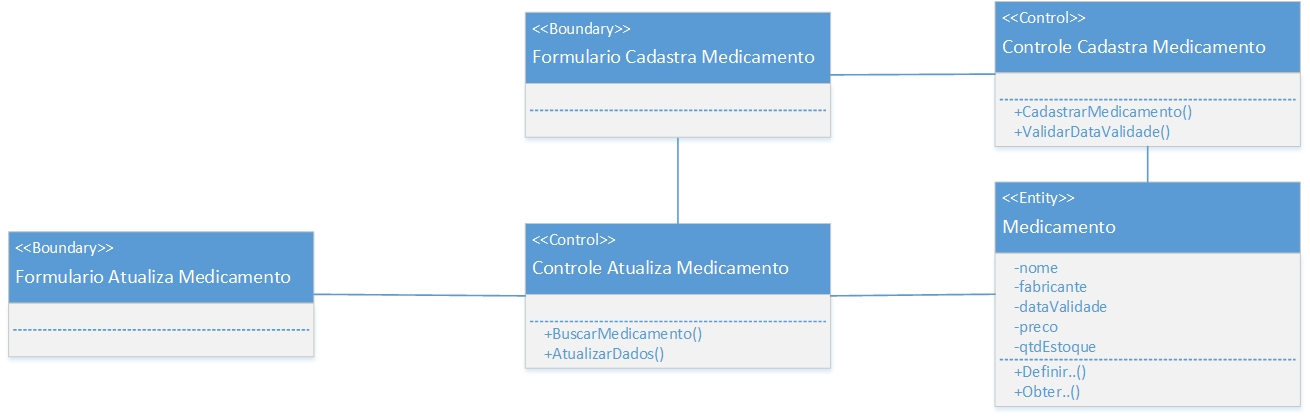 <<Boundary>>
Formulario Cadastra Medicamento
<<Control>>
Controle Cadastra Medicamento
+CadastrarMedicamento()
+ValidarDataValidade()
<<Boundary>>
Formulario Atualiza Medicamento
<<Control>>
Controle Atualiza Medicamento
+BuscarMedicamento()
+AtualizarDados()
<<Entity>>
Medicamento
-nome
-fabricante
-dataValidade
-preco
-qtdEstoque
+Definir..()
+Obter..()